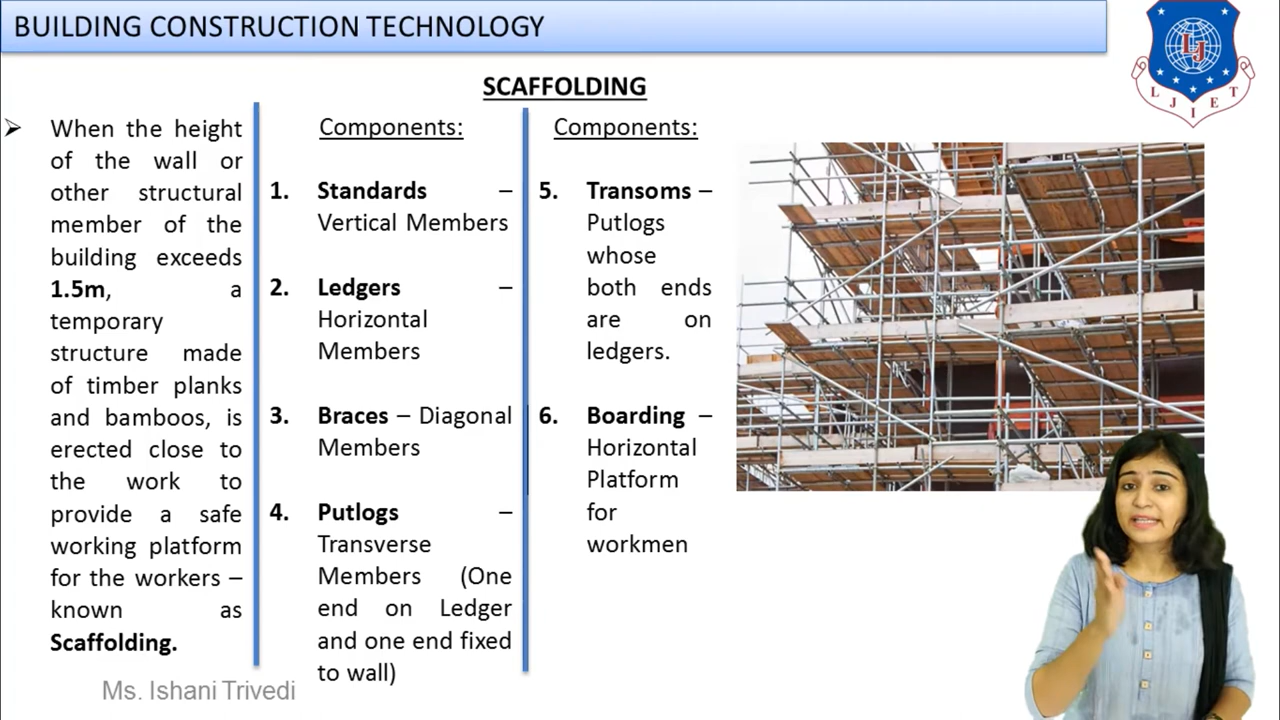 BUILDING CONSTRUCTION TECHNOLOGY
SCAFFOLDING
➢ When the height
of the wall or
other structural
member of the
building exceeds
1.5m, a
temporary
structure made
of timber planks
and bamboos, is
erected close to
the work to
provide a safe
working platform
for the workers –
known as
Scaffolding.
Components:
1. Standards –
Vertical Members
2. Ledgers –
Horizontal
Members
3. Braces – Diagonal
Members
4. Putlogs –
Transverse
Members (One
end on Ledger
and one end fixed
to wall)
Components:
5. Transoms –
Putlogs
whose
both ends
are on
ledgers.
6. Boarding –
Horizontal
Platform
for
workmen
LJ
LJIET
Ms. Ishani Trivedi